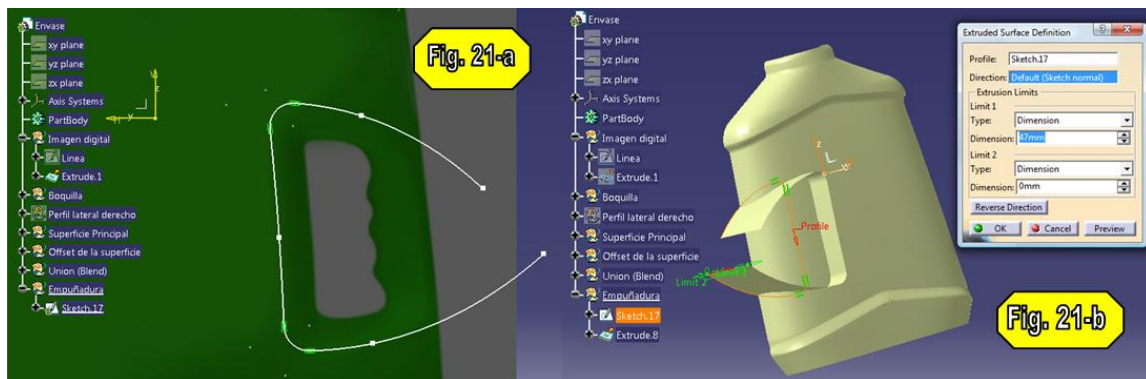 Envase
xy plane
yz plane
zx plane
Axis Systems
PartBody
Imagen digital
Linea
Extrude.1
Boquilla
Perfil lateral derecho
Superficie Principal
Offset de la superficie
Union (Blend)
Empuñadura
Sketch.17
y
z
Fig. 21-a
Envase
xy plane
yz plane
zx plane
Axis Systems
PartBody
Imagen digital
Linea
Extrude.1
Boquilla
Perfil lateral derecho
Superficie Principal
Offset de la superficie
Union (Blend)
Empuñadura
Sketch.17
Extrude.8
z
Profile
Limit 2
Limit 1
Extruded Surface Definition
Profile: Sketch.17
Direction: Default (Sketch normal)
Extrusion Limits
Limit 1
Type: Dimension
Dimension: 47mm
Limit 2
Type: Dimension
Dimension: 0mm
Reverse Direction
OK Cancel Preview
Fig. 21-b